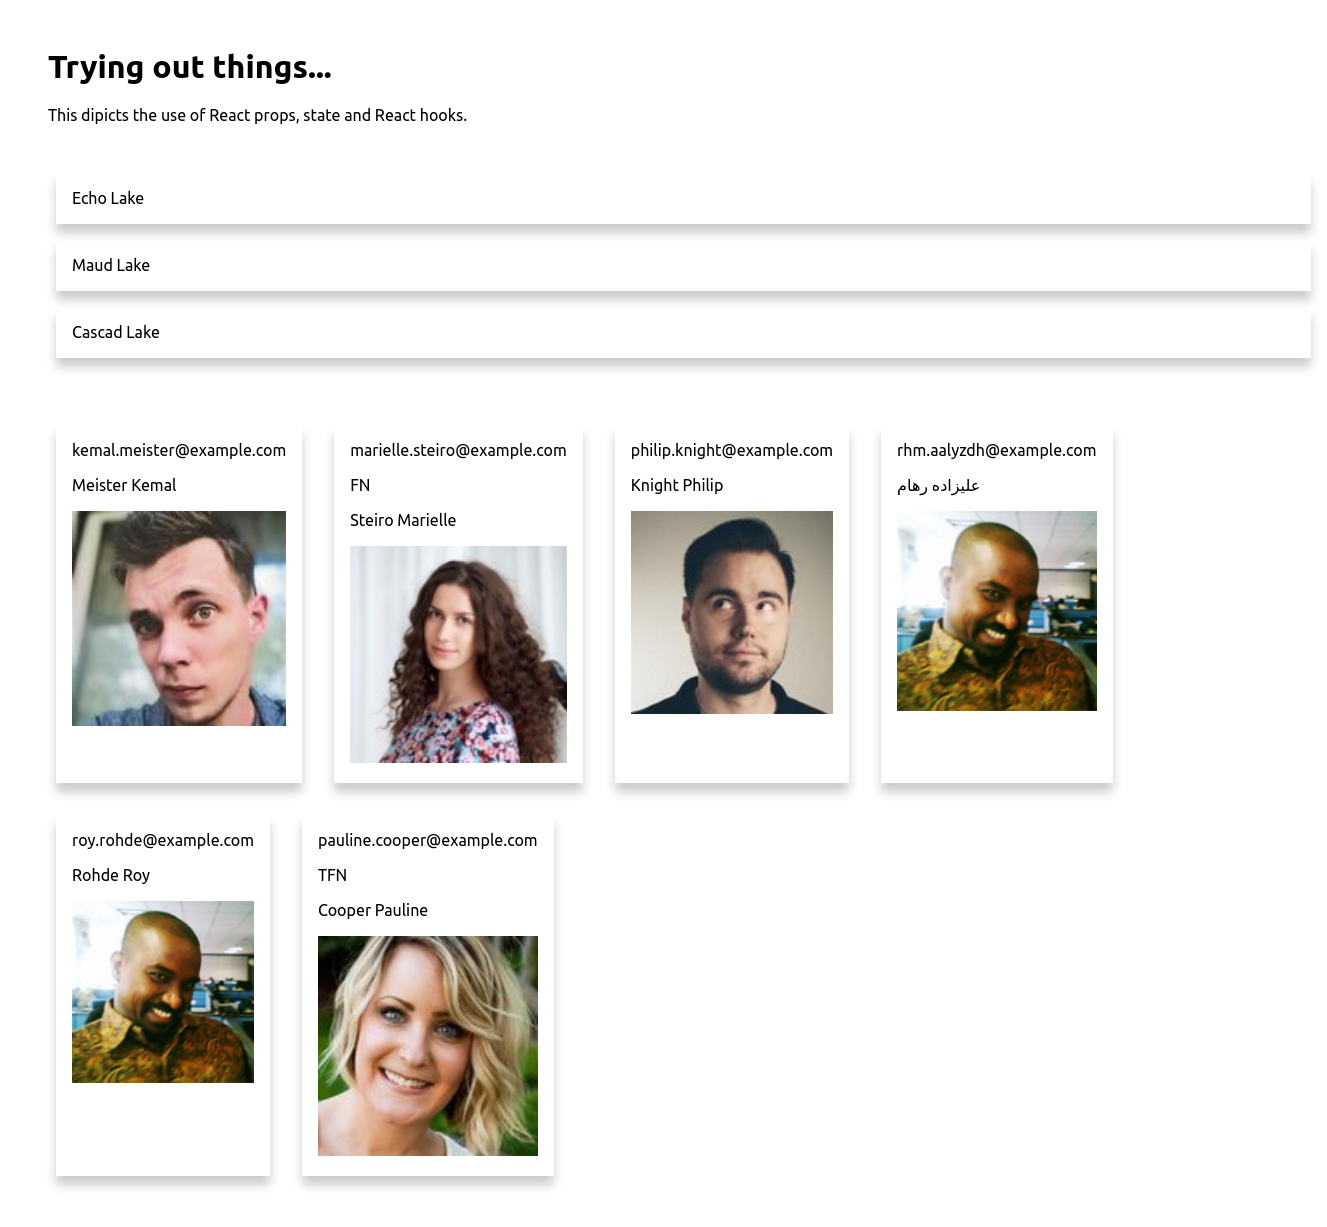 Trying out things...
This dipicts the use of React props, state and React hooks.
Echo Lake
Maud Lake
Cascad Lake
kemal.meister@example.com
Meister Kemal
marielle.steiro@example.com
FN
Steiro Marielle
philip.knight@example.com
Knight Philip
rhm.aalyzdh@example.com
علیزاده رهام
roy.rohde@example.com
Rohde Roy
pauline.cooper@example.com
TFN
Cooper Pauline